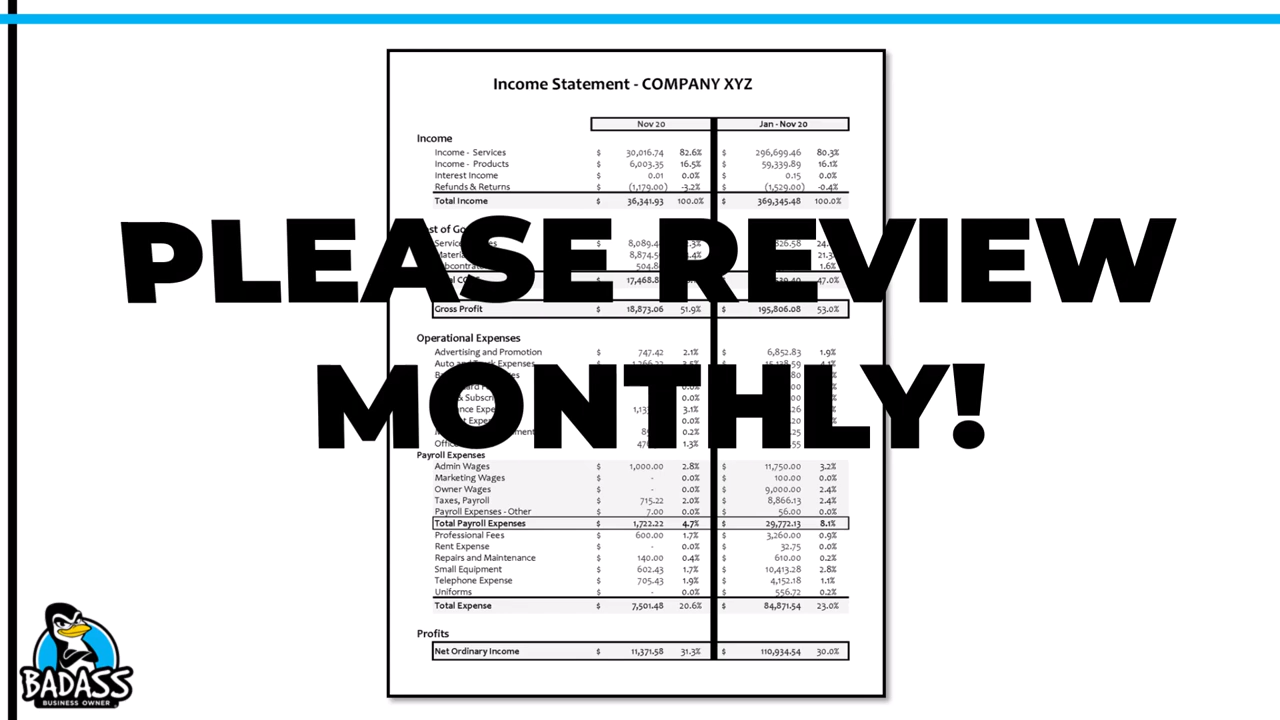 Income Statement - COMPANY XYZ
Nov 20 Jan - Nov 20
Income
Income - Services $ 30,016.74 82.6% $ 296,699.46 80.3%
Income - Products $ 6,003.35 16.5% $ 59,339.89 16.1%
Interest Income $ 0.01 0.0% $ 0.15 0.0%
Refunds & Returns $ (1,179.00) -3.2% $ (1,529.00) -0.4%
Total Income $ 36,341.93 100.0% $ 369,345.48 100.0%
PLEASE REVIEW
Gross Profit $ 18,873.06 51.9% $ 195,806.08 53.0%
Operational Expenses
Advertising and Promotion $ 747.42 2.1% $ 6,852.83 1.9%
MONTHLY!
Payroll Expenses
Admin Wages $ 1,000.00 2.8% $ 11,750.00 3.2%
Marketing Wages $ - 0.0% $ 100.00 0.0%
Owner Wages $ - 0.0% $ 9,000.00 2.4%
Taxes, Payroll $ 715.22 2.0% $ 8,866.13 2.4%
Payroll Expenses - Other $ 7.00 0.0% $ 56.00 0.0%
Total Payroll Expenses $ 1,722.22 4.7% $ 29,772.13 8.1%
Professional Fees $ 600.00 1.7% $ 3,260.00 0.9%
Rent Expense $ - 0.0% $ 32.75 0.0%
Repairs and Maintenance $ 140.00 0.4% $ 610.00 0.2%
Small Equipment $ 602.43 1.7% $ 10,413.28 2.8%
Telephone Expense $ 705.43 1.9% $ 4,152.18 1.1%
Uniforms $ - 0.0% $ 556.72 0.2%
Total Expense $ 7,501.48 20.6% $ 84,871.54 23.0%
Profits
Net Ordinary Income $ 11,371.58 31.3% $ 110,934.54 30.0%
BADASS
BUSINESS OWNER